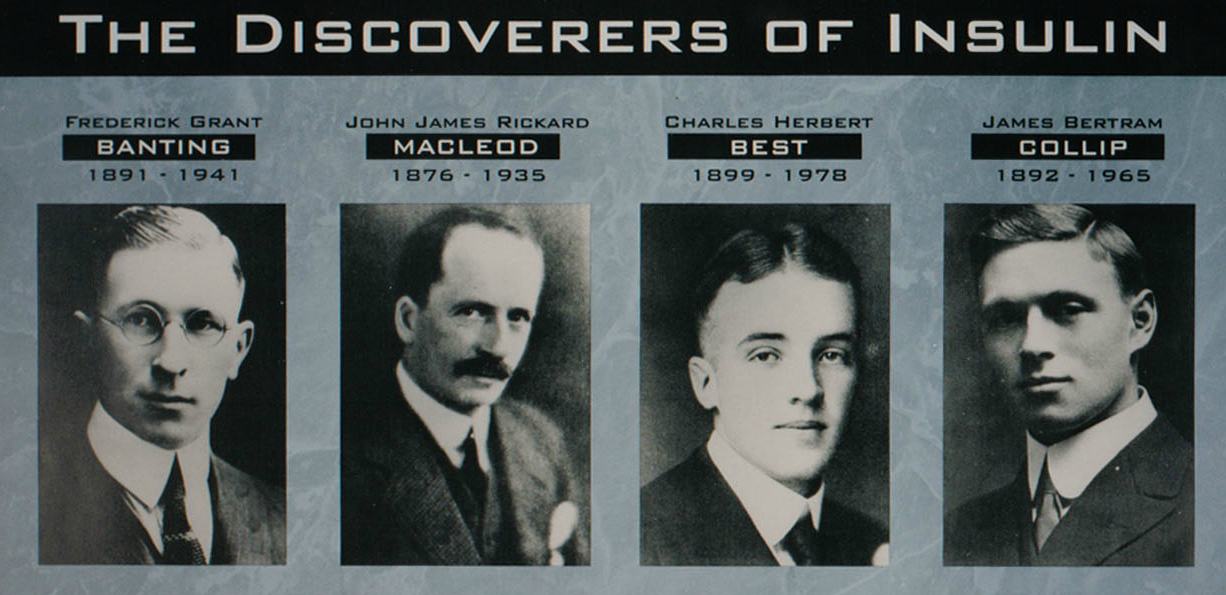 THE DISCOVERERS OF INSULIN
FREDERICK GRANT
BANTING
1891 - 1941
JOHN JAMES RICKARD
MACLEOD
1876 - 1935
CHARLES HERBERT
BEST
1899 - 1978
JAMES BERTRAM
COLLIP
1892 - 1965